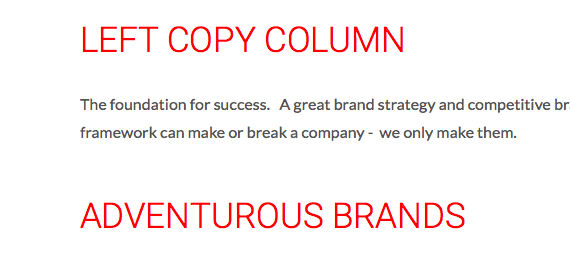 LEFT COPY COLUMN
The foundation for success.  A great brand strategy and competitive
framework can make or break a company -  we only make them.
ADVENTUROUS BRANDS